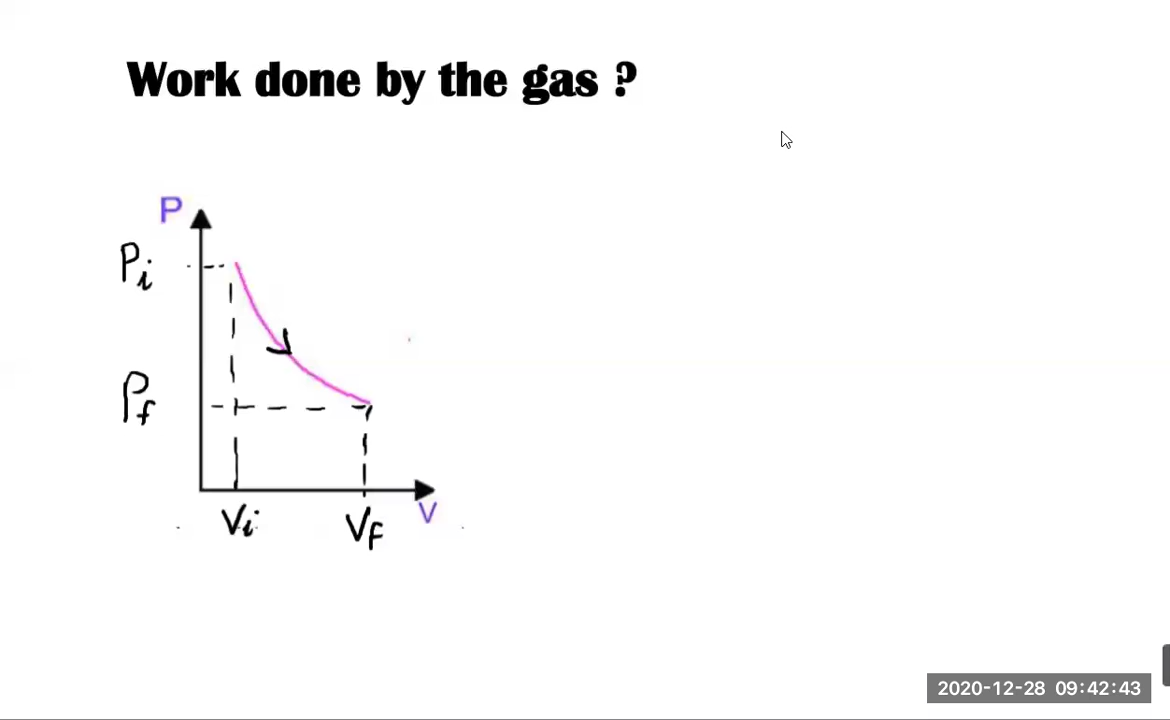 Work done by the gas ?
P
Pi
Pf
Vi
Vf
V
2020-12-28 09:42:43